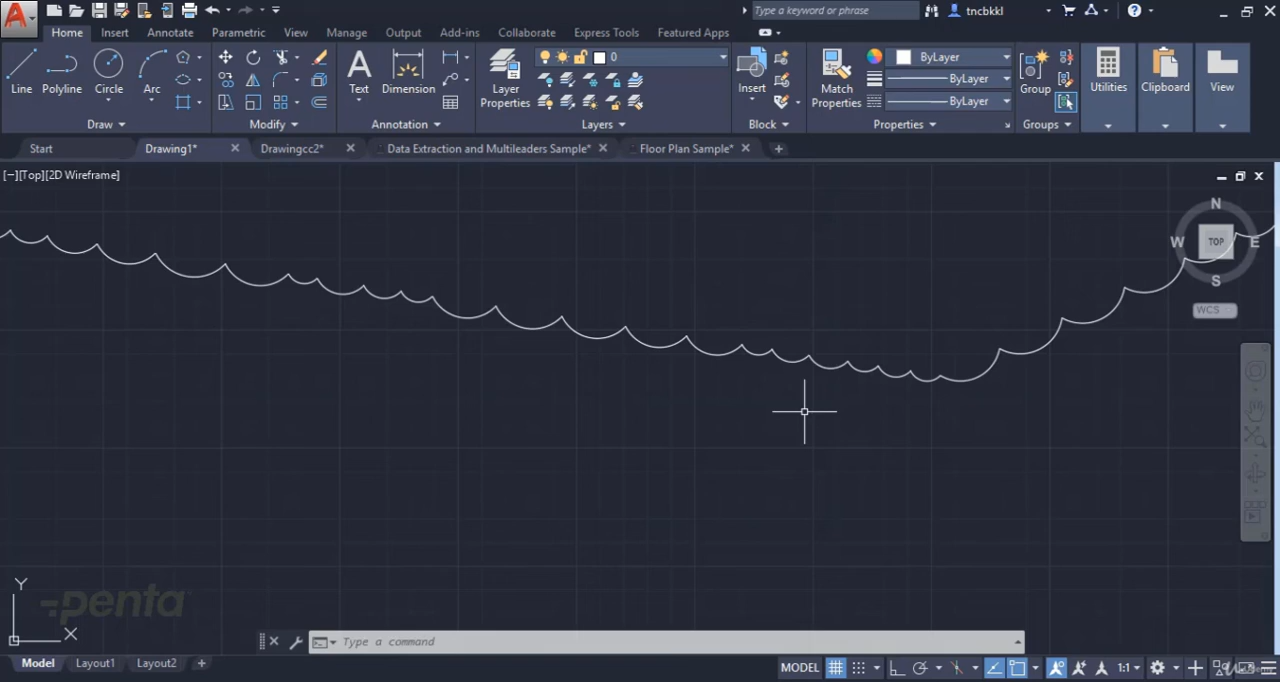 Type a keyword or phrase tncbkkl
Home Insert Annotate Parametric View Manage Output Add-ins Collaborate Express Tools Featured Apps
Line Polyline Circle Arc Text Dimension Layer Properties 0 Insert Match Properties ByLayer ByLayer ByLayer Group Utilities Clipboard View
Draw Modify Annotation Layers Block Properties Groups
Start Drawing1* Drawingcc2* Data Extraction and Multileaders Sample* Floor Plan Sample*
[−][Top][2D Wireframe]
N
W TOP E
S
WCS
Y
penta
X
Type a command
Model Layout1 Layout2 MODEL 1:1